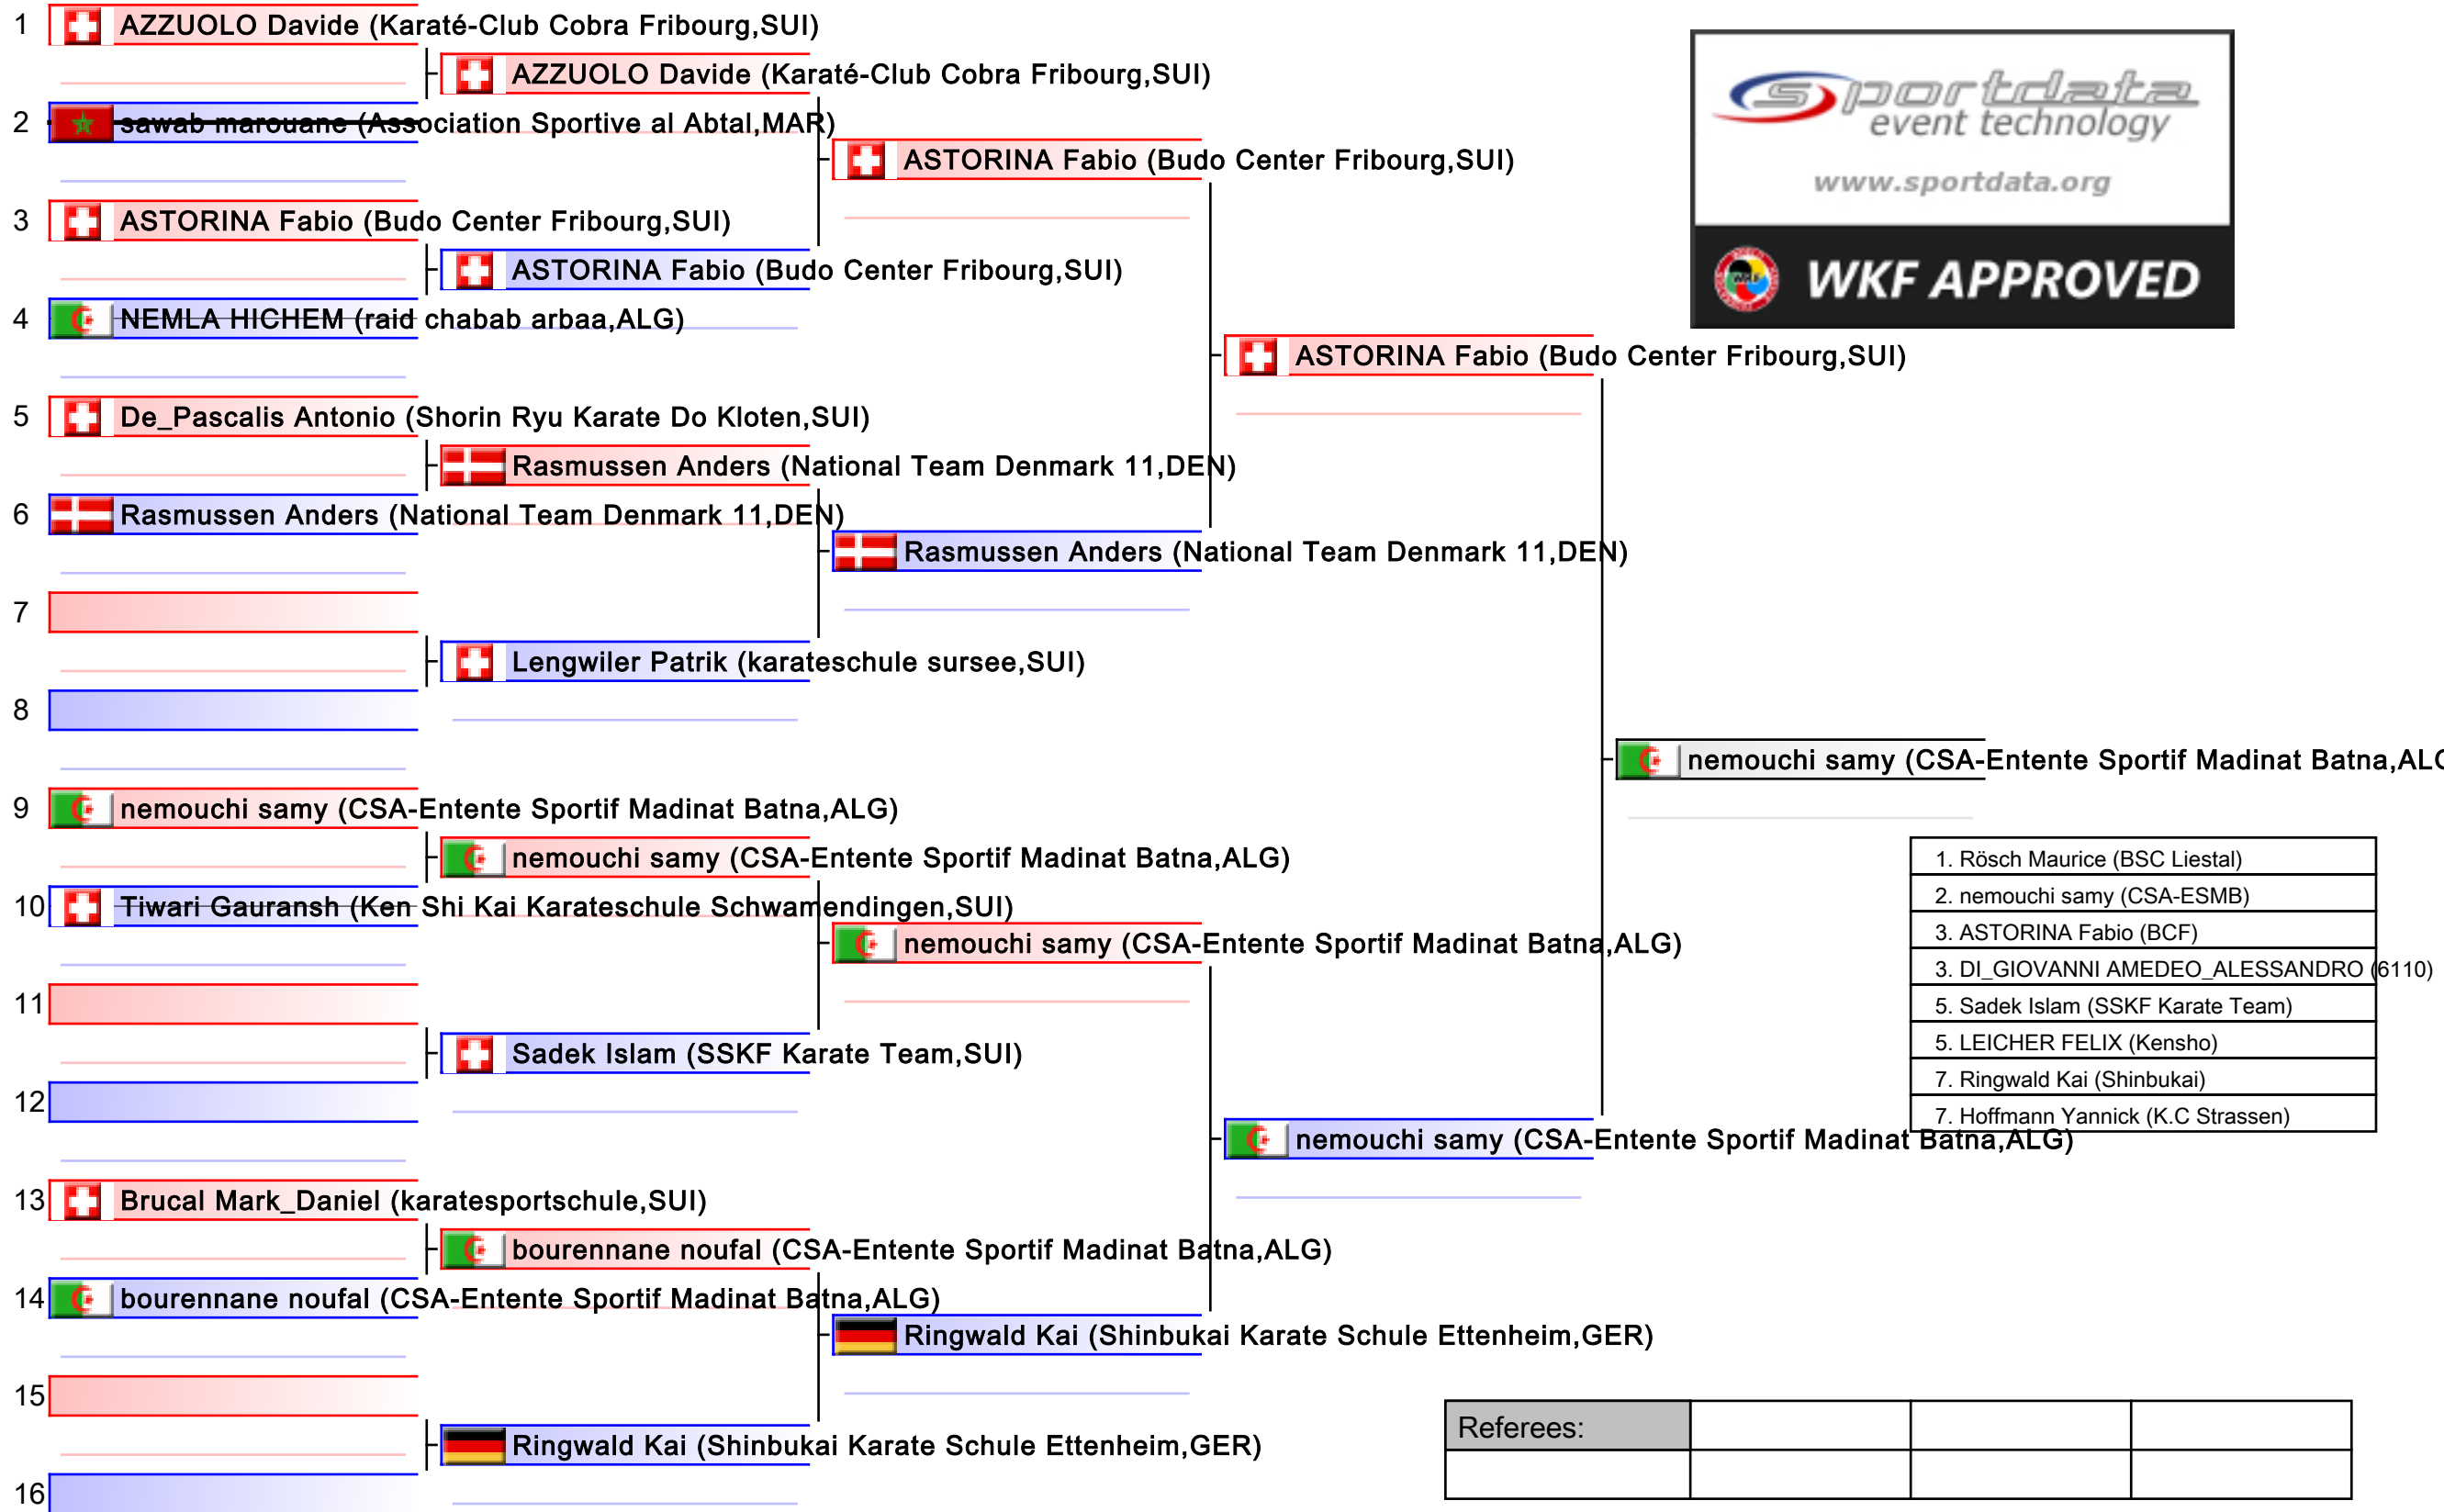 1 AZZUOLO Davide (Karaté-Club Cobra Fribourg,SUI)
AZZUOLO Davide (Karaté-Club Cobra Fribourg,SUI)
2 sawab marouane (Association Sportive al Abtal,MAR)
ASTORINA Fabio (Budo Center Fribourg,SUI)
3 ASTORINA Fabio (Budo Center Fribourg,SUI)
ASTORINA Fabio (Budo Center Fribourg,SUI)
4 NEMLA HICHEM (raid chabab arbaa,ALG)
ASTORINA Fabio (Budo Center Fribourg,SUI)
5 De_Pascalis Antonio (Shorin Ryu Karate Do Kloten,SUI)
Rasmussen Anders (National Team Denmark 11,DEN)
6 Rasmussen Anders (National Team Denmark 11,DEN)
Rasmussen Anders (National Team Denmark 11,DEN)
7
Lengwiler Patrik (karateschule sursee,SUI)
8
nemouchi samy (CSA-Entente Sportif Madinat Batna,ALG
9 nemouchi samy (CSA-Entente Sportif Madinat Batna,ALG)
nemouchi samy (CSA-Entente Sportif Madinat Batna,ALG)
10 Tiwari Gauransh (Ken Shi Kai Karateschule Schwamendingen,SUI)
nemouchi samy (CSA-Entente Sportif Madinat Batna,ALG)
11
Sadek Islam (SSKF Karate Team,SUI)
12
nemouchi samy (CSA-Entente Sportif Madinat Batna,ALG)
13 Brucal Mark_Daniel (karatesportschule,SUI)
bourennane noufal (CSA-Entente Sportif Madinat Batna,ALG)
14 bourennane noufal (CSA-Entente Sportif Madinat Batna,ALG)
Ringwald Kai (Shinbukai Karate Schule Ettenheim,GER)
15
Ringwald Kai (Shinbukai Karate Schule Ettenheim,GER)
16
sportdata
event technology
www.sportdata.org
WKF WKF APPROVED
1. Rösch Maurice (BSC Liestal)
2. nemouchi samy (CSA-ESMB)
3. ASTORINA Fabio (BCF)
3. DI_GIOVANNI AMEDEO_ALESSANDRO (6110)
5. Sadek Islam (SSKF Karate Team)
5. LEICHER FELIX (Kensho)
7. Ringwald Kai (Shinbukai)
7. Hoffmann Yannick (K.C Strassen)
Referees: